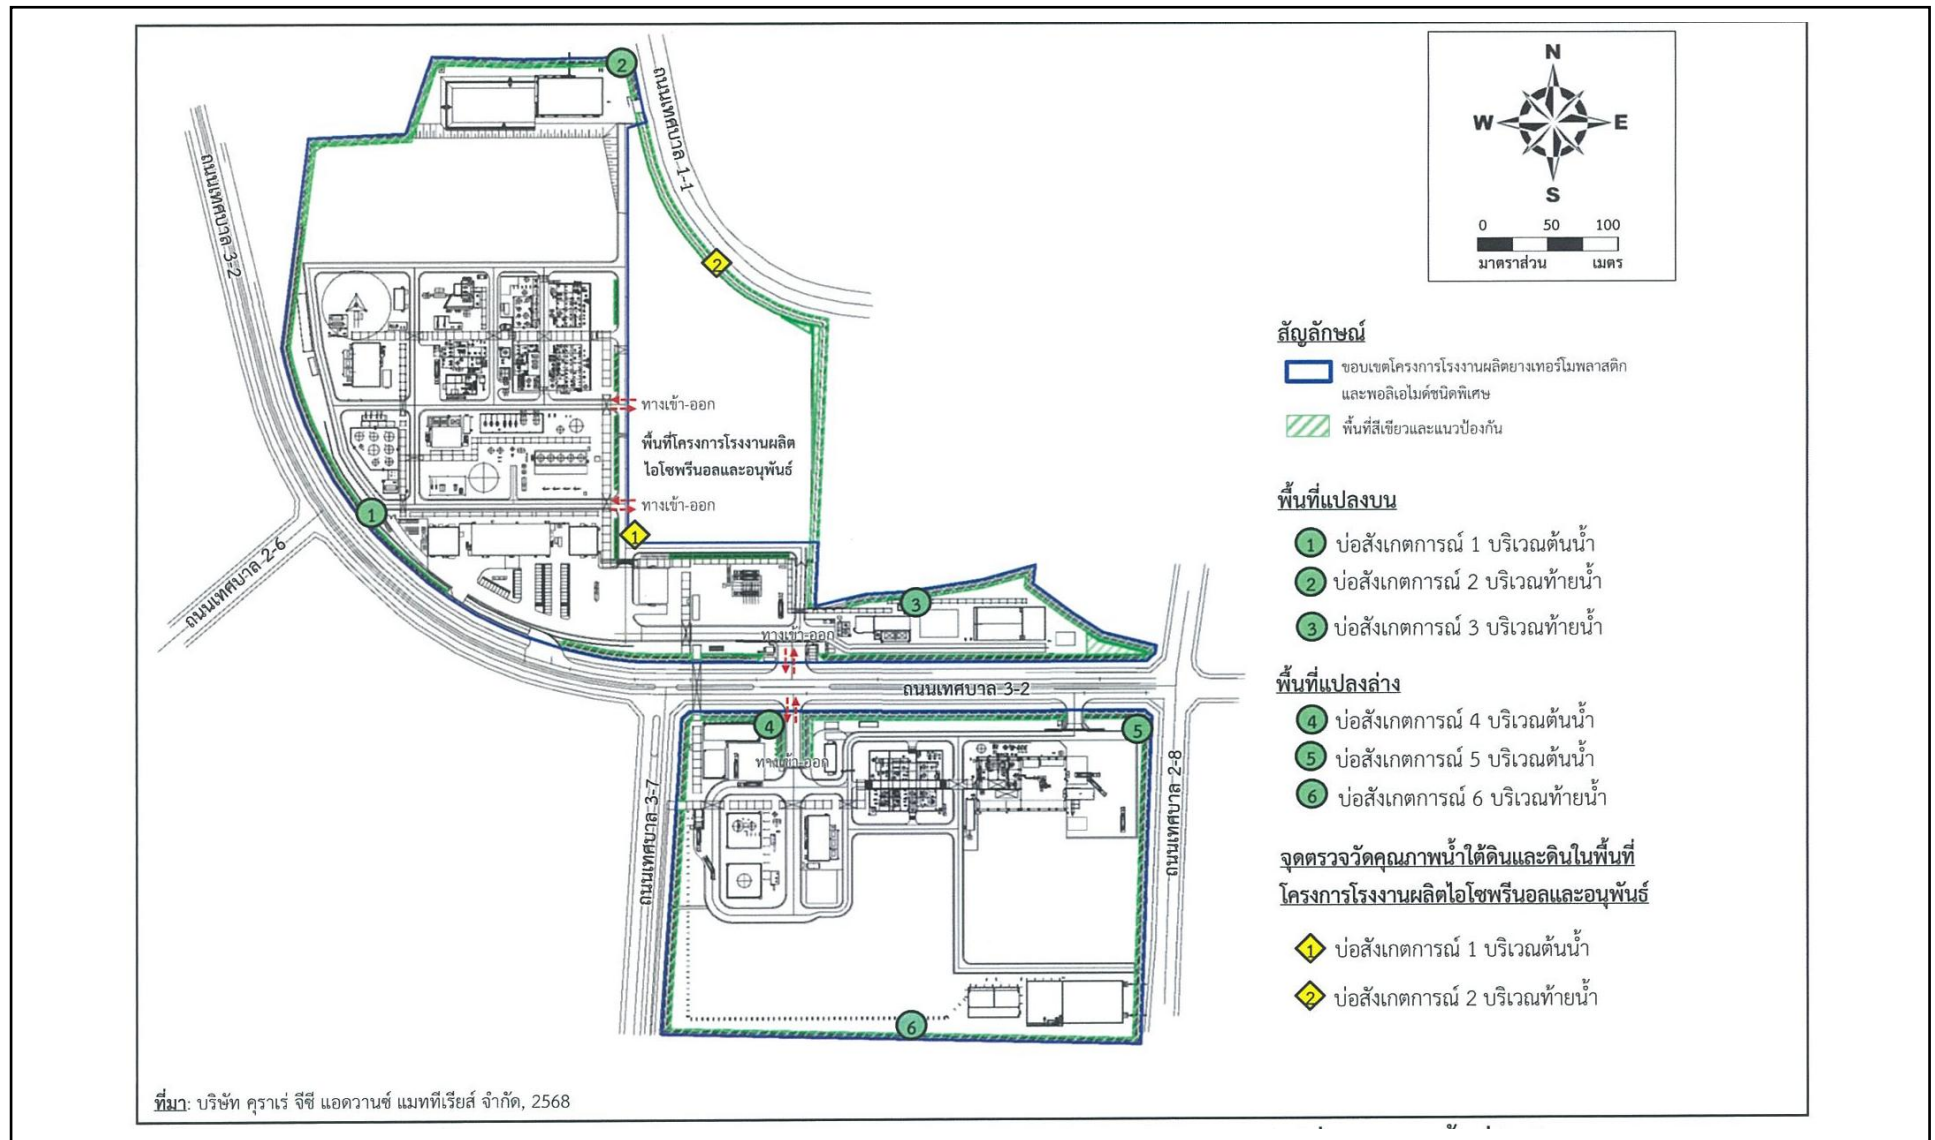 N
W E
S
0 50 100
มาตราส่วน เมตร
ถนนเทศบาล 1-1
ถนนเทศบาล 3-2
ถนนเทศบาล 2-6
2
2
ทางเข้า-ออก
พื้นที่โครงการโรงงานผลิต
ไอโซพรีนอลและอนุพันธ์
ทางเข้า-ออก
1
1
3
ทางเข้า-ออก
ถนนเทศบาล 3-2
4
5
ทางเข้า-ออก
ถนนเทศบาล 3-7
ถนนเทศบาล 2-8
6
สัญลักษณ์
ขอบเขตโครงการโรงงานผลิตยางเทอร์โมพลาสติก
และพอลิเอไมด์ชนิดพิเศษ
พื้นที่สีเขียวและแนวป้องกัน
พื้นที่แปลงบน
1 บ่อสังเกตการณ์ 1 บริเวณต้นน้ำ
2 บ่อสังเกตการณ์ 2 บริเวณท้ายน้ำ
3 บ่อสังเกตการณ์ 3 บริเวณท้ายน้ำ
พื้นที่แปลงล่าง
4 บ่อสังเกตการณ์ 4 บริเวณต้นน้ำ
5 บ่อสังเกตการณ์ 5 บริเวณต้นน้ำ
6 บ่อสังเกตการณ์ 6 บริเวณท้ายน้ำ
จุดตรวจวัดคุณภาพน้ำใต้ดินและดินในพื้นที่
โครงการโรงงานผลิตไอโซพรีนอลและอนุพันธ์
1 บ่อสังเกตการณ์ 1 บริเวณต้นน้ำ
2 บ่อสังเกตการณ์ 2 บริเวณท้ายน้ำ
ที่มา: บริษัท คุราเร่ จีซี แอดวานซ์ แมททีเรียส์ จำกัด, 2568